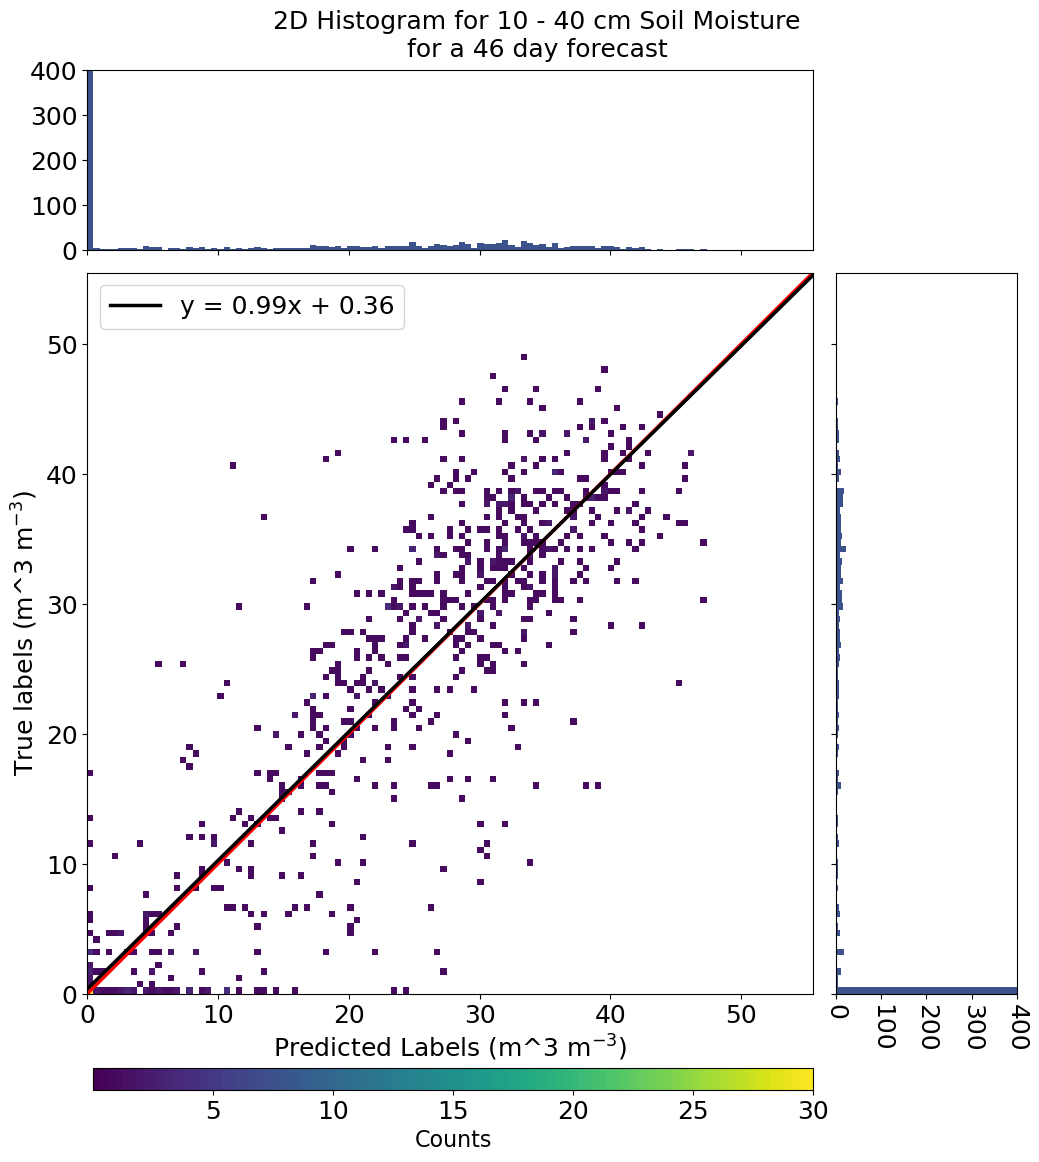 2D Histogram for 10 - 40 cm Soil Moisture
for a 46 day forecast
400
300
200
100
0
y = 0.99x + 0.36
50
40
30
20
10
0
True labels (m^3 m⁻³)
0 10 20 30 40 50
Predicted Labels (m^3 m⁻³)
0 100 200 300 400
5 10 15 20 25 30
Counts